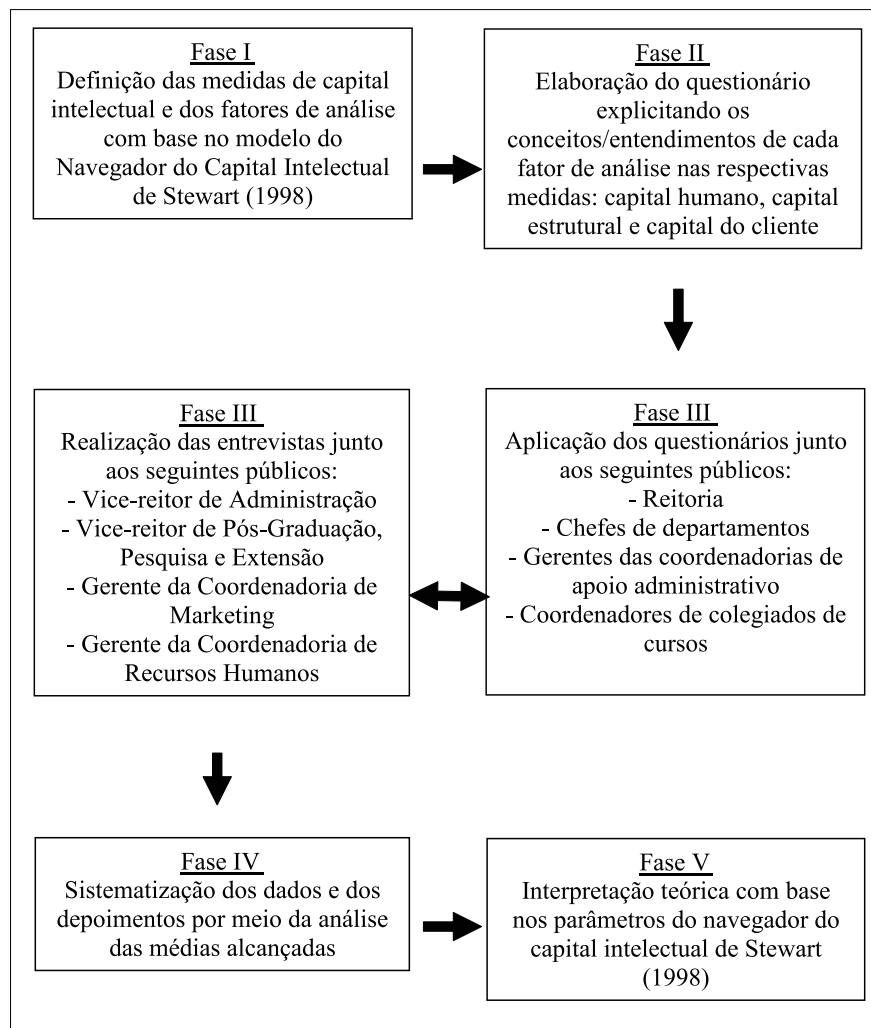 Fase I
Definição das medidas de capital
intelectual e dos fatores de análise
com base no modelo do
Navegador do Capital Intelectual
de Stewart (1998)
Fase II
Elaboração do questionário
explicitando os
conceitos/entendimentos de cada
fator de análise nas respectivas
medidas: capital humano, capital
estrutural e capital do cliente
Fase III
Realização das entrevistas junto
aos seguintes públicos:
- Vice-reitor de Administração
- Vice-reitor de Pós-Graduação,
Pesquisa e Extensão
- Gerente da Coordenadoria de
Marketing
- Gerente da Coordenadoria de
Recursos Humanos
Fase III
Aplicação dos questionários junto
aos seguintes públicos:
- Reitoria
- Chefes de departamentos
- Gerentes das coordenadorias de
apoio administrativo
- Coordenadores de colegiados de
cursos
Fase IV
Sistematização dos dados e dos
depoimentos por meio da análise
das médias alcançadas
Fase V
Interpretação teórica com base
nos parâmetros do navegador do
capital intelectual de Stewart
(1998)